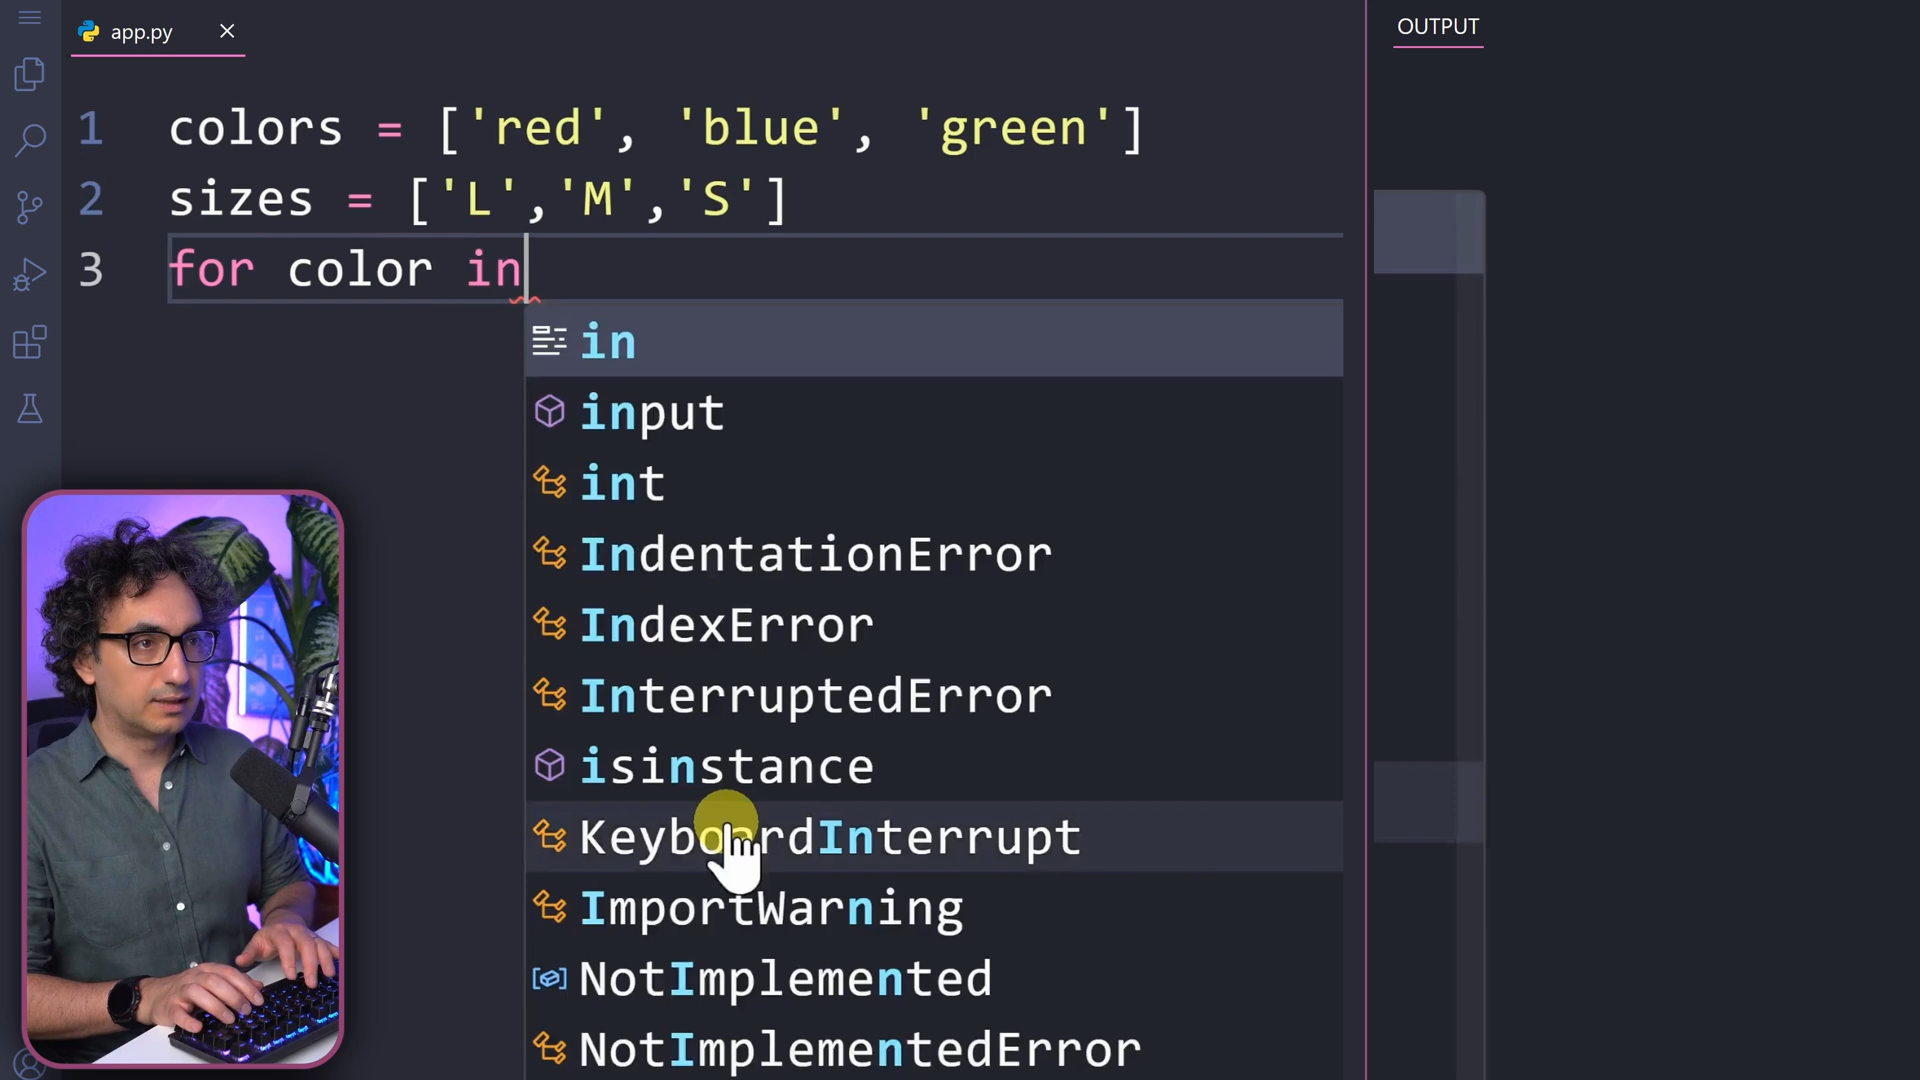 app.py
OUTPUT
1 colors = ['red', 'blue', 'green']
2 sizes = ['L','M','S']
3 for color in
in
input
int
IndentationError
IndexError
InterruptedError
isinstance
KeyboardInterrupt
ImportWarning
NotImplemented
NotImplementedError